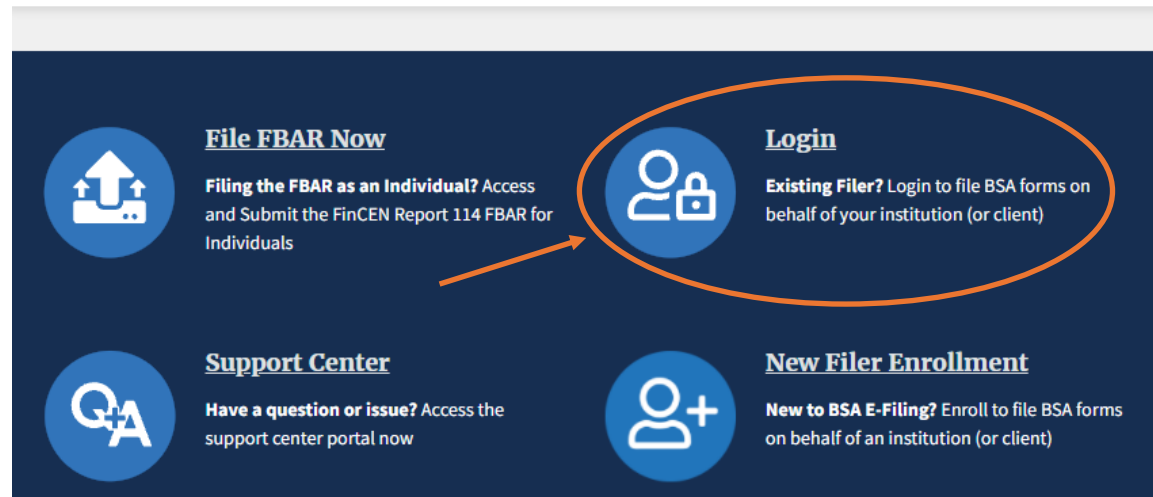 File FBAR Now
Filing the FBAR as an Individual? Access
and Submit the FinCEN Report 114 FBAR for
Individuals
Login
Existing Filer? Login to file BSA forms on
behalf of your institution (or client)
Support Center
Have a question or issue? Access the
support center portal now
Q+A
New Filer Enrollment
New to BSA E-Filing? Enroll to file BSA forms
on behalf of an institution (or client)